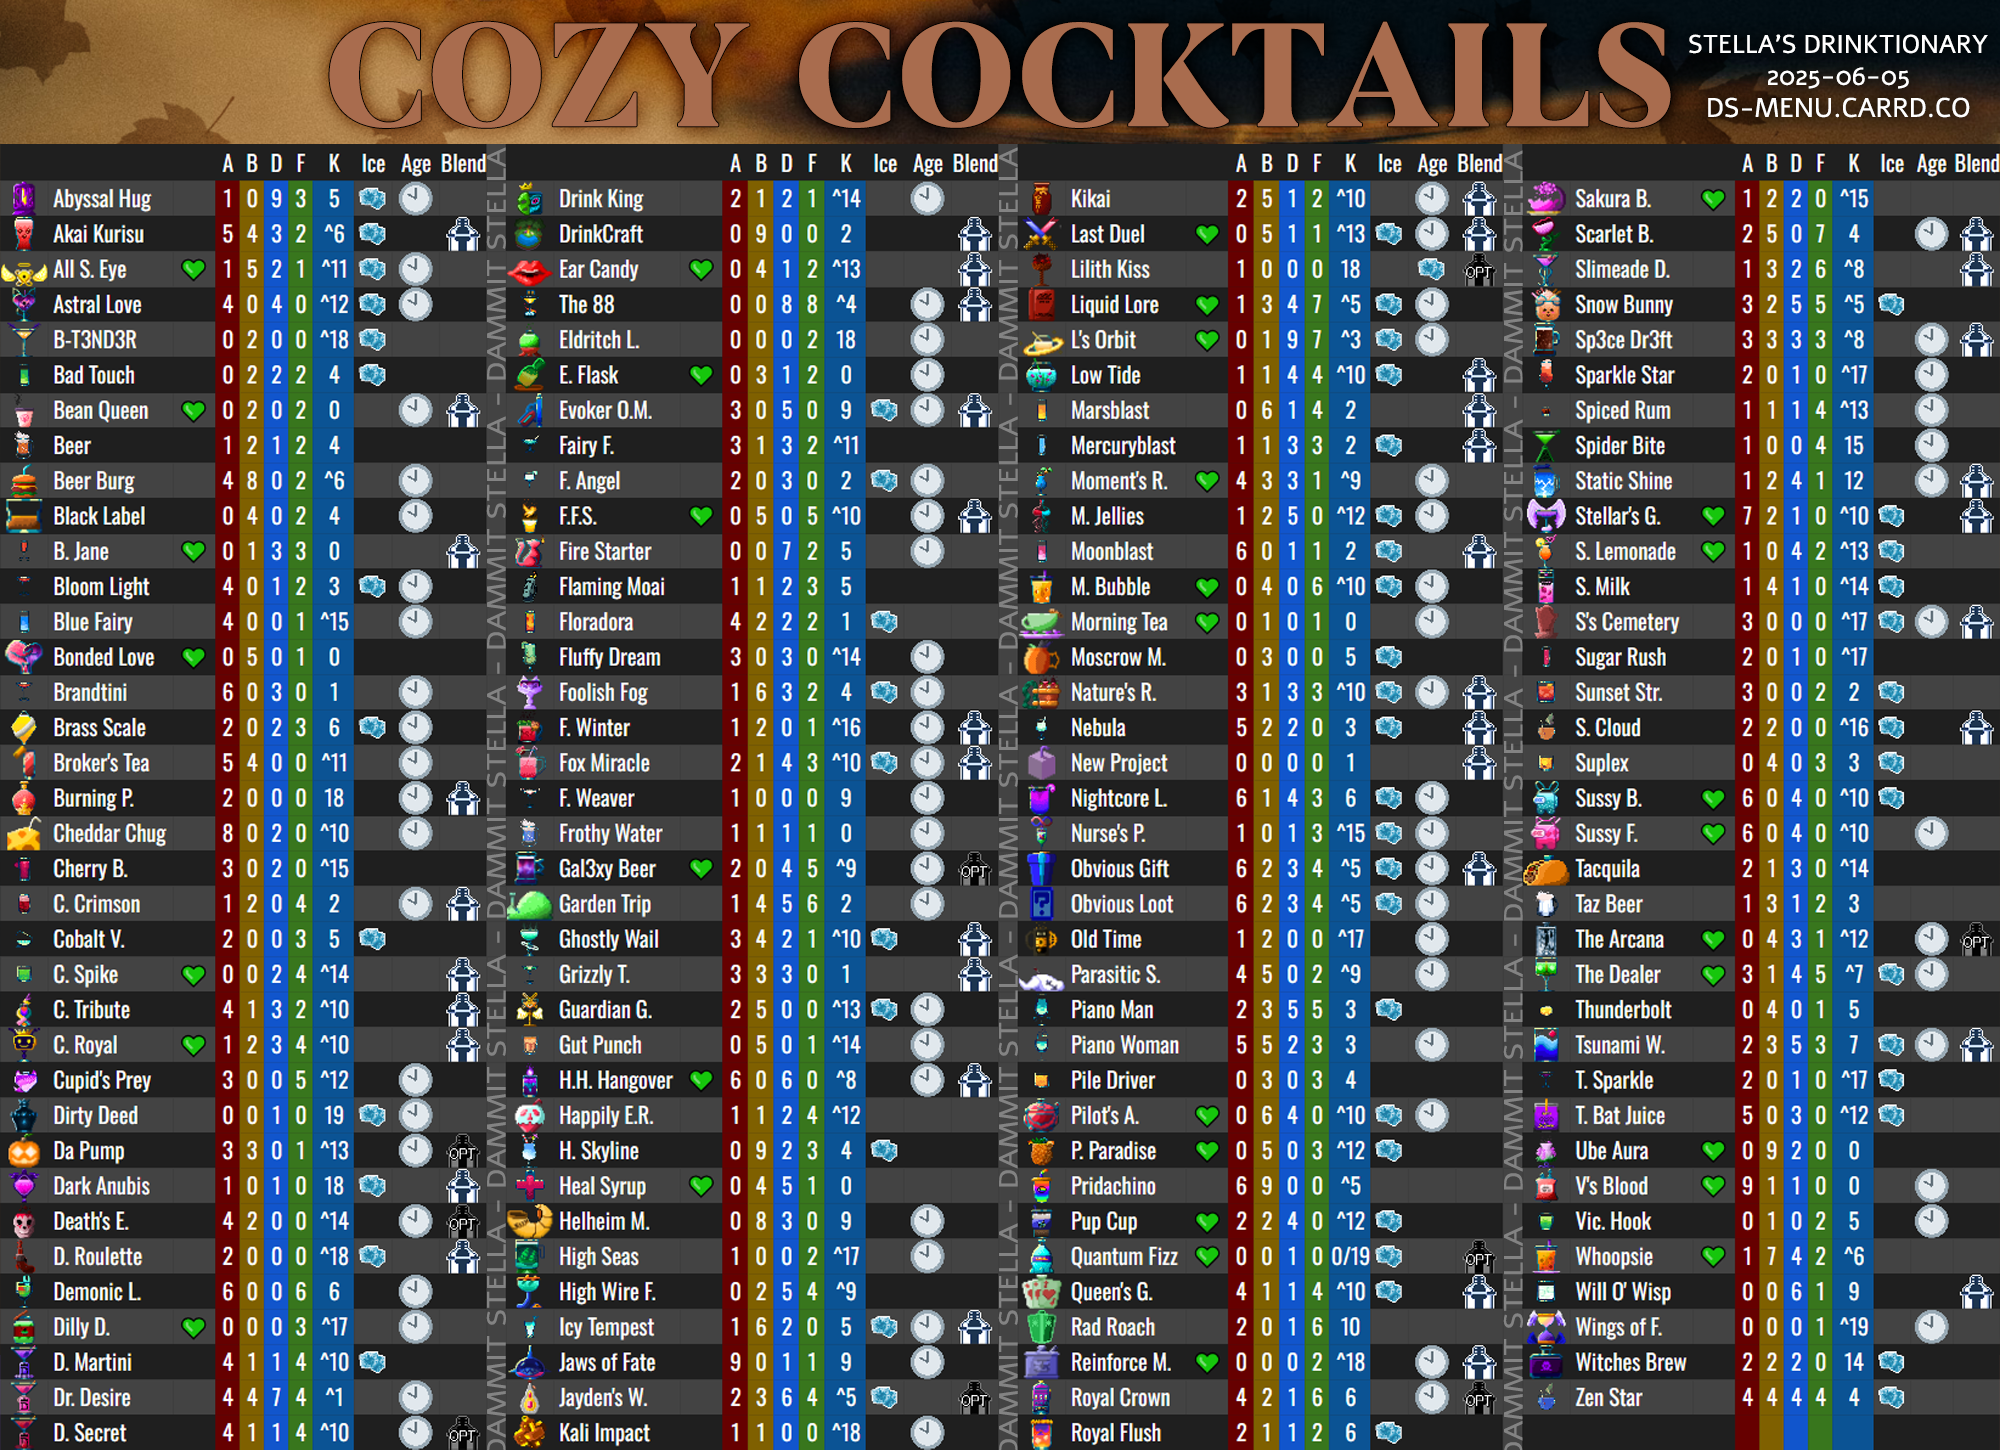 COZY COCKTAILS
STELLA'S DRINKTIONARY
2025-06-05
DS-MENU.CARRD.CO
A B D F K Ice Age Blend
Abyssal Hug 1 0 9 3 5
Akai Kurisu 5 4 3 2 ^6
All S. Eye 1 5 2 1 ^11
Astral Love 4 0 4 0 ^12
B-T3ND3R 0 2 0 0 ^18
Bad Touch 0 2 2 2 4
Bean Queen 0 2 0 2 0
Beer 1 2 1 2 4
Beer Burg 4 8 0 2 ^6
Black Label 0 4 0 2 4
B. Jane 0 1 3 3 0
Bloom Light 4 0 1 2 3
Blue Fairy 4 0 0 1 ^15
Bonded Love 0 5 0 1 0
Brandtini 6 0 3 0 1
Brass Scale 2 0 2 3 6
Broker's Tea 5 4 0 0 ^11
Burning P. 2 0 0 0 18
Cheddar Chug 8 0 2 0 ^10
Cherry B. 3 0 2 0 ^15
C. Crimson 1 2 0 4 2
Cobalt V. 2 0 0 3 5
C. Spike 0 0 2 4 ^14
C. Tribute 4 1 3 2 ^10
C. Royal 1 2 3 4 ^10
Cupid's Prey 3 0 0 5 ^12
Dirty Deed 0 0 1 0 19
Da Pump 3 3 0 1 ^13 OPT
Dark Anubis 1 0 1 0 18
Death's E. 4 2 0 0 ^14 OPT
D. Roulette 2 0 0 0 ^18
Demonic L. 6 0 0 6 6
Dilly D. 0 0 0 3 ^17
D. Martini 4 1 1 4 ^10
Dr. Desire 4 4 7 4 ^1
D. Secret 4 1 1 4 ^10 OPT
DAMMIT STELLA - DAMMIT STELLA - DAMMIT STELLA - DAMMIT STELLA
A B D F K Ice Age Blend
Drink King 2 1 2 1 ^14
DrinkCraft 0 9 0 0 2
Ear Candy 0 4 1 2 ^13
The 88 0 0 8 8 ^4
Eldritch L. 0 0 0 2 18
E. Flask 0 3 1 2 0
Evoker O.M. 3 0 5 0 9
Fairy F. 3 1 3 2 ^11
F. Angel 2 0 3 0 2
F.F.S. 0 5 0 5 ^10
Fire Starter 0 0 7 2 5
Flaming Moai 1 1 2 3 5
Floradora 4 2 2 2 1
Fluffy Dream 3 0 3 0 ^14
Foolish Fog 1 6 3 2 4
F. Winter 1 2 0 1 ^16
Fox Miracle 2 1 4 3 ^10
F. Weaver 1 0 0 0 9
Frothy Water 1 1 1 1 0
Gal3xy Beer 2 0 4 5 ^9 OPT
Garden Trip 1 4 5 6 2
Ghostly Wail 3 4 2 1 ^10
Grizzly T. 3 3 3 0 1
Guardian G. 2 5 0 0 ^13
Gut Punch 0 5 0 1 ^14
H.H. Hangover 6 0 6 0 ^8
Happily E.R. 1 1 2 4 ^12
H. Skyline 0 9 2 3 4
Heal Syrup 0 4 5 1 0
Helheim M. 0 8 3 0 9
High Seas 1 0 0 2 ^17
High Wire F. 0 2 5 4 ^9
Icy Tempest 1 6 2 0 5
Jaws of Fate 9 0 1 1 9
Jayden's W. 2 3 6 4 ^5 OPT
Kali Impact 1 1 0 0 ^18
DAMMIT STELLA - DAMMIT STELLA - DAMMIT STELLA - DAMMIT STELLA
A B D F K Ice Age Blend
Kikai 2 5 1 2 ^10
Last Duel 0 5 1 1 ^13
Lilith Kiss 1 0 0 0 18 OPT
Liquid Lore 1 3 4 7 ^5
L's Orbit 0 1 9 7 ^3
Low Tide 1 1 4 4 ^10
Marsblast 0 6 1 4 2
Mercuryblast 1 1 3 3 2
Moment's R. 4 3 3 1 ^9
M. Jellies 1 2 5 0 ^12
Moonblast 6 0 1 1 2
M. Bubble 0 4 0 6 ^10
Morning Tea 0 1 0 1 0
Moscrow M. 0 3 0 0 5
Nature's R. 3 1 3 3 ^10
Nebula 5 2 2 0 3
New Project 0 0 0 0 1
Nightcore L. 6 1 4 3 6
Nurse's P. 1 0 1 3 ^15
Obvious Gift 6 2 3 4 ^5
Obvious Loot 6 2 3 4 ^5
Old Time 1 2 0 0 ^17
Parasitic S. 4 5 0 2 ^9
Piano Man 2 3 5 5 3
Piano Woman 5 5 2 3 3
Pile Driver 0 3 0 3 4
Pilot's A. 0 6 4 0 ^10
P. Paradise 0 5 0 3 ^12
Pridachino 6 9 0 0 ^5
Pup Cup 2 2 4 0 ^12
Quantum Fizz 0 0 1 0 0/19 OPT
Queen's G. 4 1 1 4 ^10
Rad Roach 2 0 1 6 10
Reinforce M. 0 0 0 2 ^18
Royal Crown 4 2 1 6 6 OPT
Royal Flush 2 1 1 2 6
DAMMIT STELLA - DAMMIT STELLA - DAMMIT STELLA - DAMMIT STELLA
A B D F K Ice Age Blend
Sakura B. 1 2 2 0 ^15
Scarlet B. 2 5 0 7 4
Slimeade D. 1 3 2 6 ^8
Snow Bunny 3 2 5 5 ^5
Sp3ce Dr3ft 3 3 3 3 ^8
Sparkle Star 2 0 1 0 ^17
Spiced Rum 1 1 1 4 ^13
Spider Bite 1 0 0 4 15
Static Shine 1 2 4 1 12
Stellar's G. 7 2 1 0 ^10
S. Lemonade 1 0 4 2 ^13
S. Milk 1 4 1 0 ^14
S's Cemetery 3 0 0 0 ^17
Sugar Rush 2 0 1 0 ^17
Sunset Str. 3 0 0 2 2
S. Cloud 2 2 0 0 ^16
Suplex 0 4 0 3 3
Sussy B. 6 0 4 0 ^10
Sussy F. 6 0 4 0 ^10
Tacquila 2 1 3 0 ^14
Taz Beer 1 3 1 2 3
The Arcana 0 4 3 1 ^12 OPT
The Dealer 3 1 4 5 ^7
Thunderbolt 0 4 0 1 5
Tsunami W. 2 3 5 3 7
T. Sparkle 2 0 1 0 ^17
T. Bat Juice 5 0 3 0 ^12
Ube Aura 0 9 2 0 0
V's Blood 9 1 1 0 0
Vic. Hook 0 1 0 2 5
Whoopsie 1 7 4 2 ^6
Will O' Wisp 0 0 6 1 9
Wings of F. 0 0 0 1 ^19
Witches Brew 2 2 2 0 14
Zen Star 4 4 4 4 4